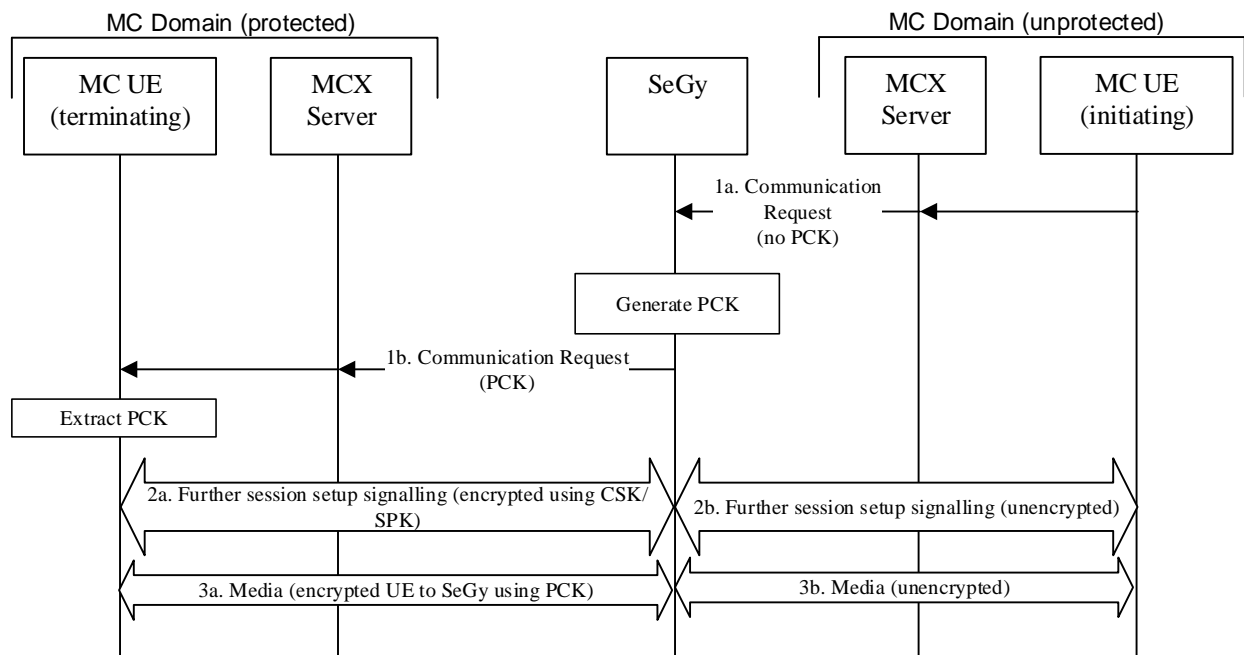 MC Domain (protected)
MC Domain (unprotected)
MC UE
(terminating)
MCX
Server
SeGy
MCX
Server
MC UE
(initiating)
1a. Communication
Request
(no PCK)
Generate PCK
1b. Communication Request
(PCK)
Extract PCK
2a. Further session setup signalling (encrypted using CSK/
SPK)
2b. Further session setup signalling (unencrypted)
3a. Media (encrypted UE to SeGy using PCK)
3b. Media (unencrypted)